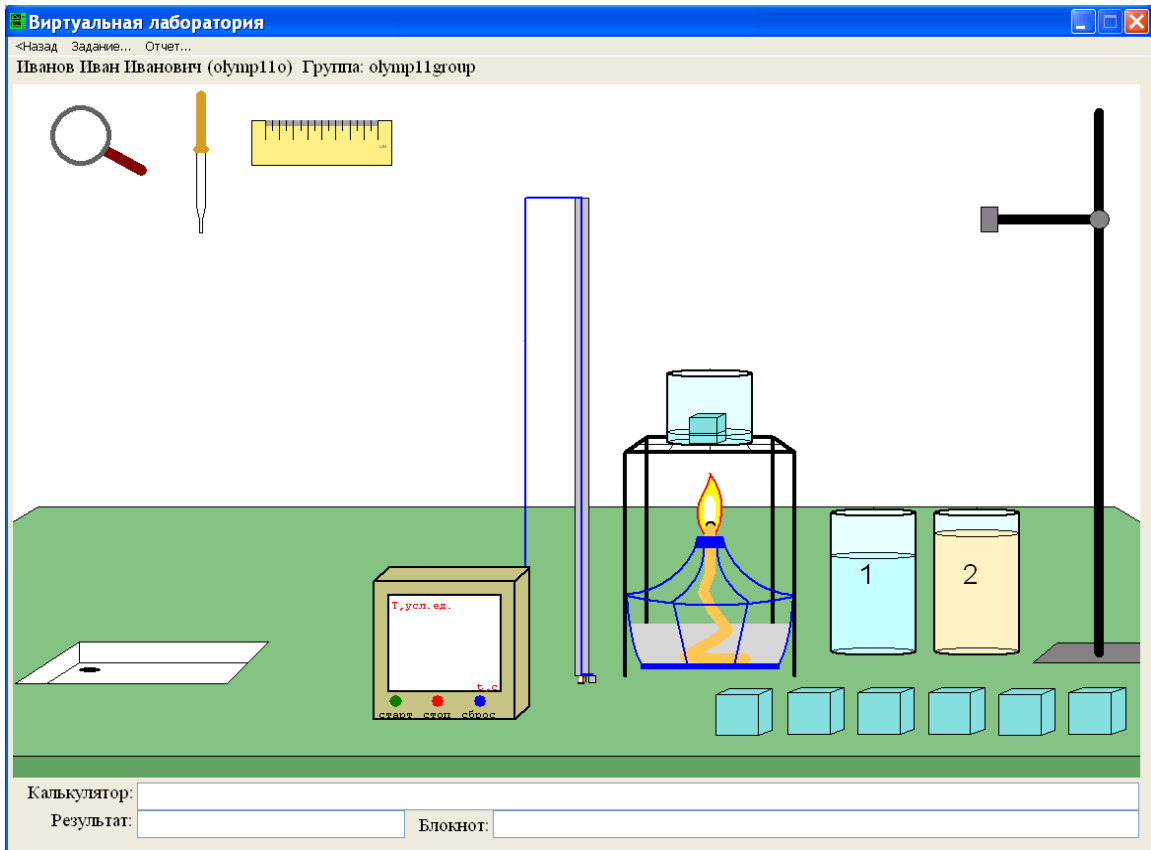 Виртуальная лаборатория
<Назад Задание... Отчет...
Иванов Иван Иванович (olymp11o) Группа: olymp11group
см
1
2
T,усл.ед.
t,с
старт стоп сброс
Калькулятор:
Результат:
Блокнот: